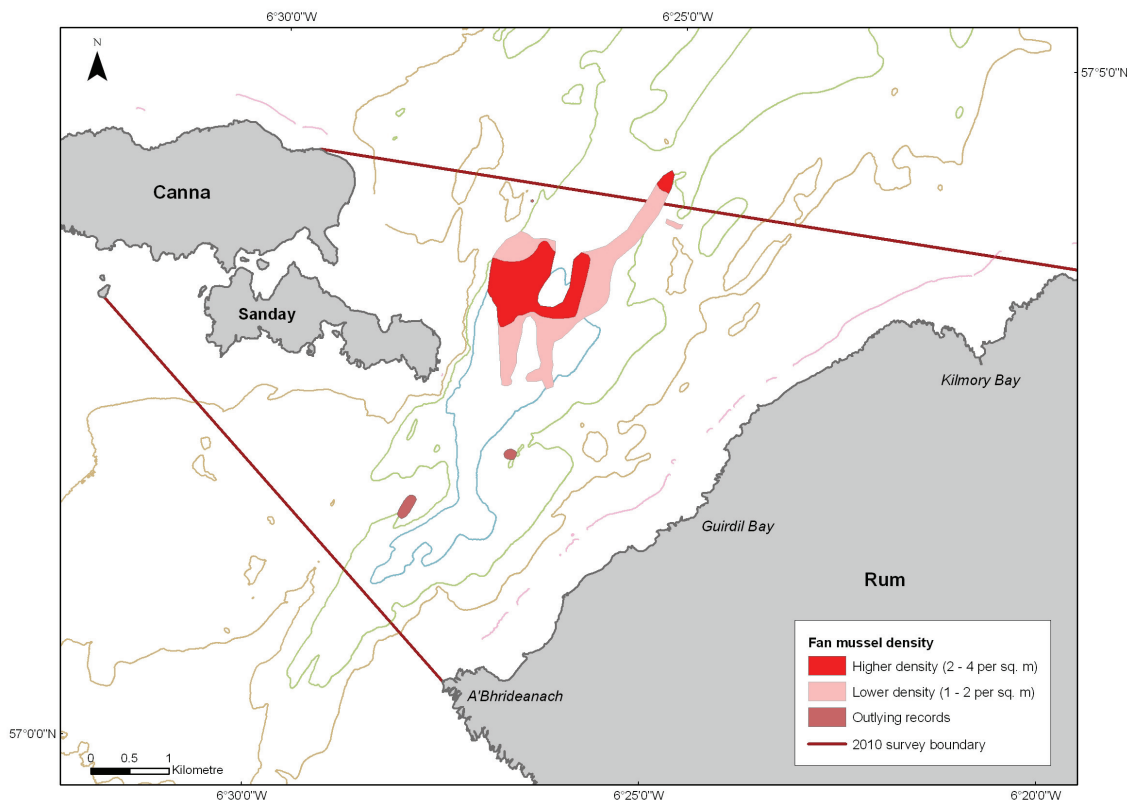 6°30'0"W
6°25'0"W
N
57°5'0"N
Canna
Sanday
Kilmory Bay
Guirdil Bay
Rum
A'Bhrideanach
Fan mussel density
Higher density (2 - 4 per sq. m)
Lower density (1 - 2 per sq. m)
Outlying records
2010 survey boundary
57°0'0"N
0 0.5 1
Kilometre
6°30'0"W
6°25'0"W
6°20'0"W